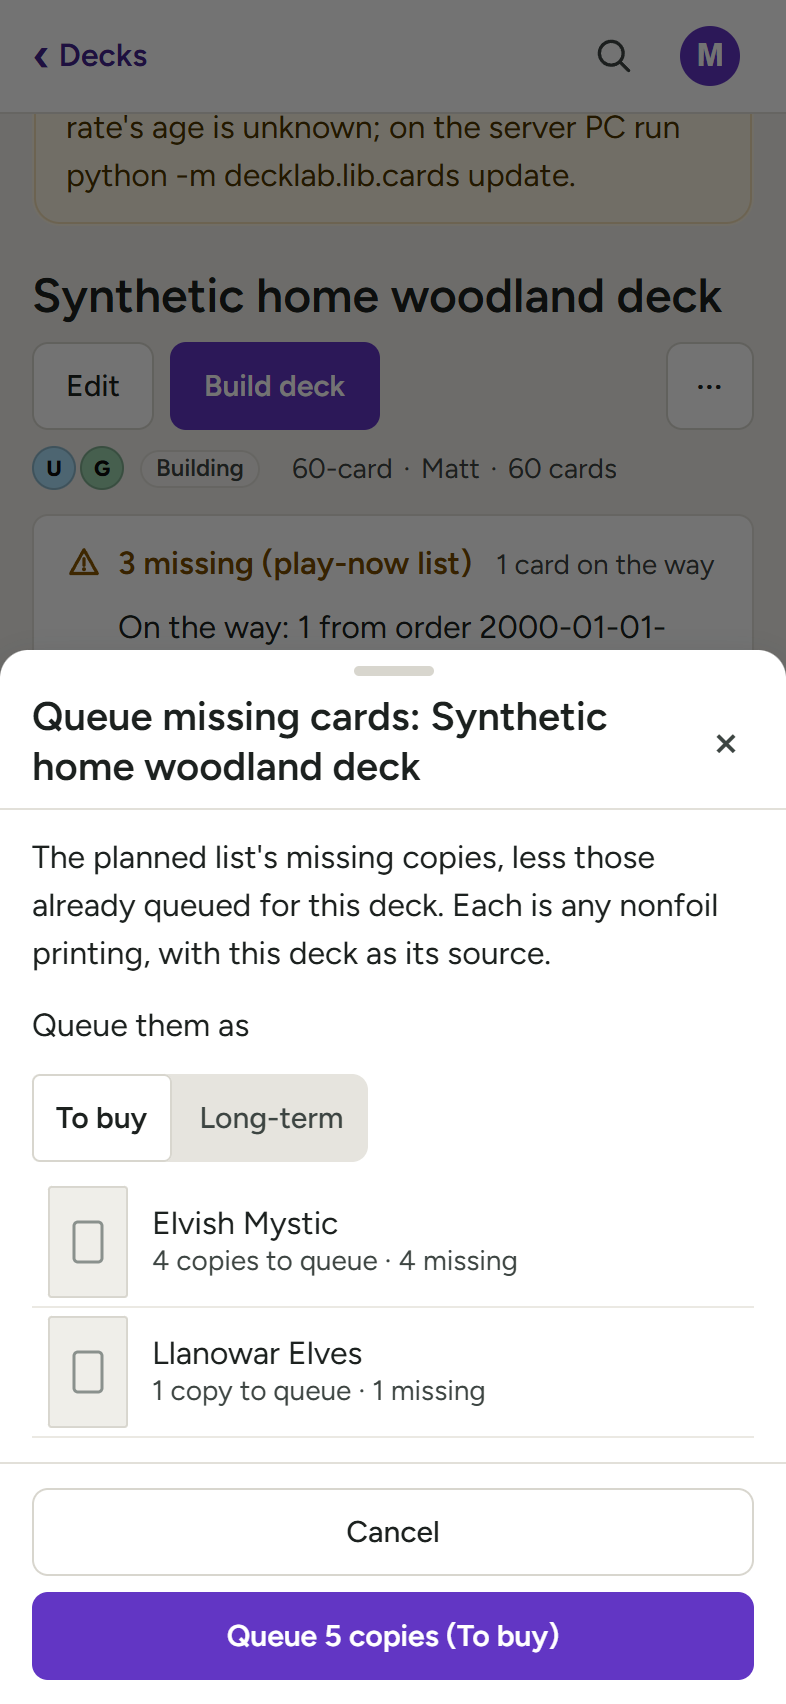 ‹ Decks
M
rate's age is unknown; on the server PC run
python -m decklab.lib.cards update.
Synthetic home woodland deck
Edit
Build deck
...
U G Building 60-card · Matt · 60 cards
3 missing (play-now list) 1 card on the way
On the way: 1 from order 2000-01-01-
Queue missing cards: Synthetic
home woodland deck
×
The planned list's missing copies, less those
already queued for this deck. Each is any nonfoil
printing, with this deck as its source.
Queue them as
To buy
Long-term
Elvish Mystic
4 copies to queue · 4 missing
Llanowar Elves
1 copy to queue · 1 missing
Cancel
Queue 5 copies (To buy)